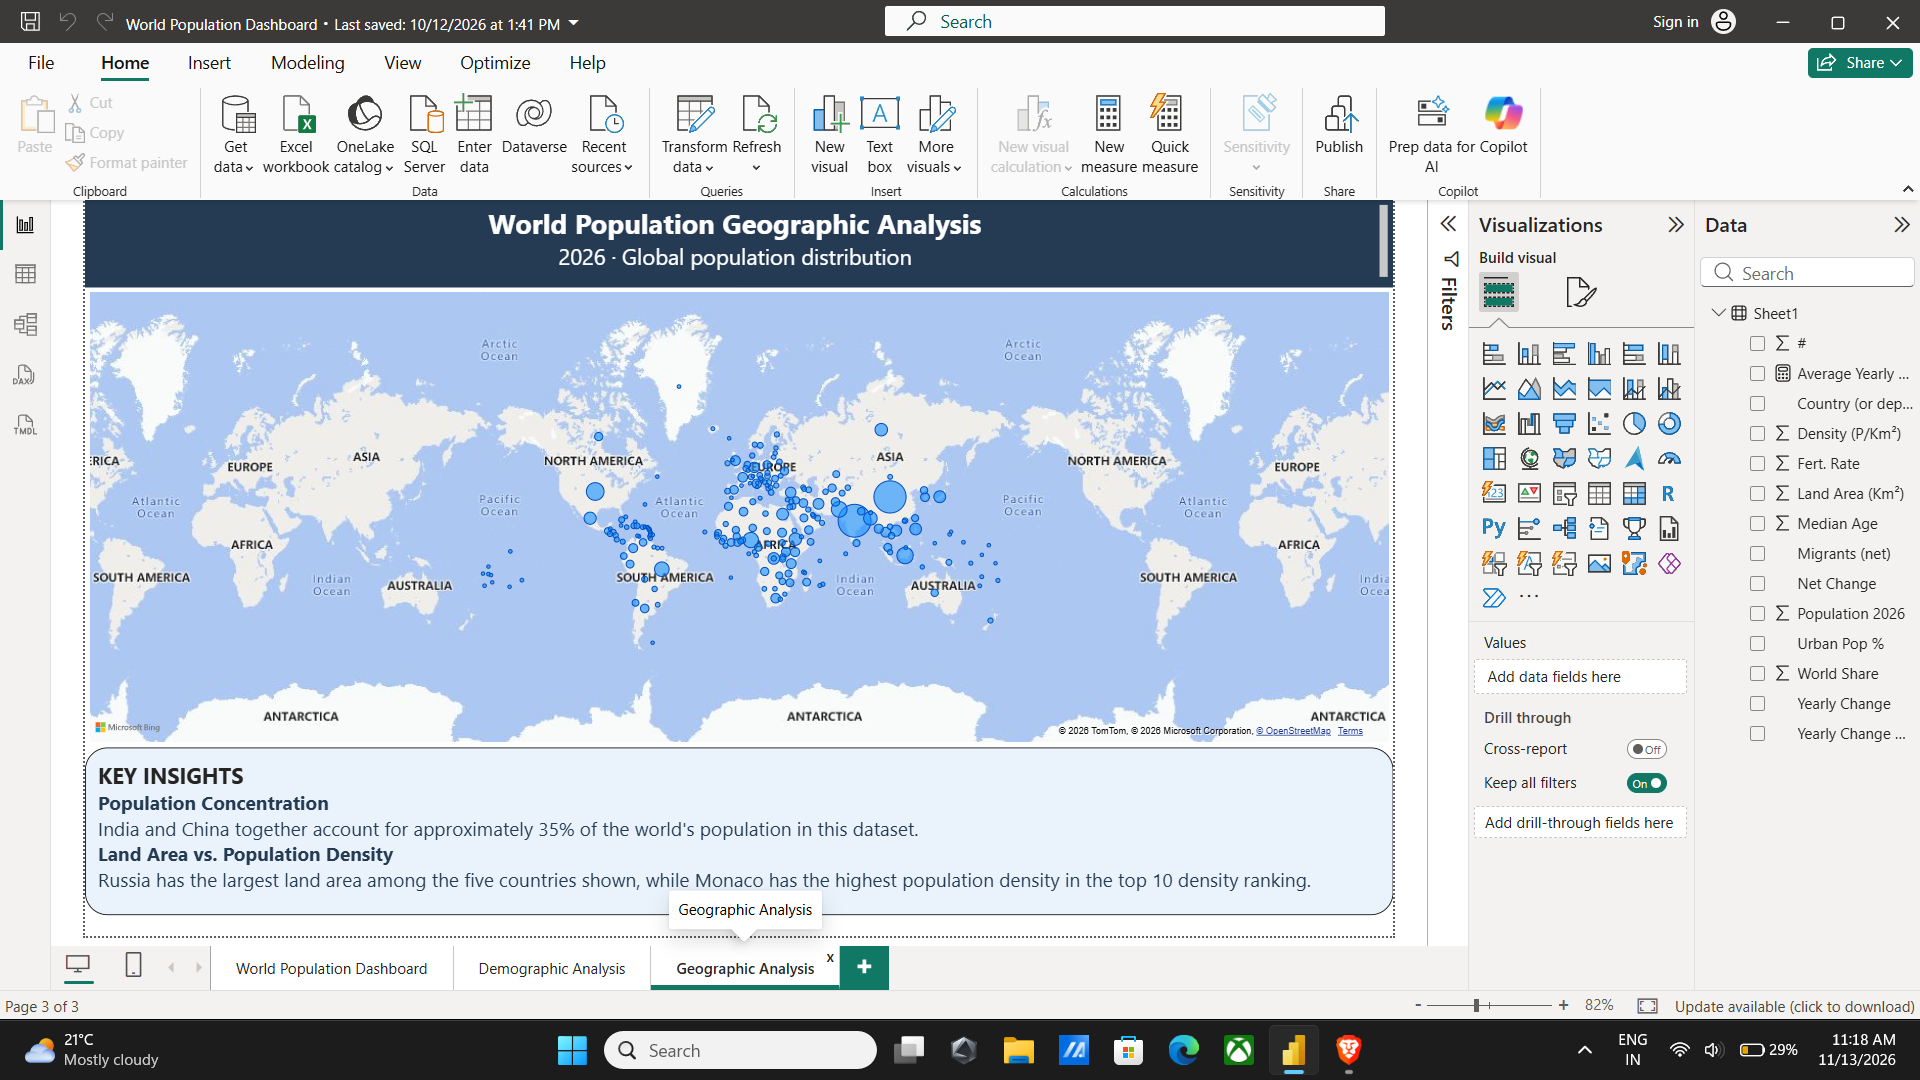 World Population Dashboard • Last saved: 10/12/2026 at 1:41 PM
Search
Sign in
File
Home
Insert
Modeling
View
Optimize
Help
Share
Paste
Cut
Copy
Format painter
Clipboard
Get data
Excel workbook
OneLake catalog
SQL Server
Enter data
Dataverse
Recent sources
Data
Transform data
Refresh
Queries
New visual
Text box
More visuals
Insert
New visual calculation
New measure
Quick measure
Calculations
Sensitivity
Sensitivity
Publish
Share
Prep data for AI
Copilot
Copilot
DAX
TMDL
World Population Geographic Analysis
2026 · Global population distribution
Arctic Ocean
Arctic Ocean
ERICA
EUROPE
ASIA
NORTH AMERICA
EUROPE
ASIA
NORTH AMERICA
EUROPE
Atlantic Ocean
Pacific Ocean
Atlantic Ocean
Pacific Ocean
Atlantic Ocean
AFRICA
AFRICA
AFRICA
SOUTH AMERICA
Indian Ocean
AUSTRALIA
SOUTH AMERICA
Indian Ocean
AUSTRALIA
SOUTH AMERICA
India
Ocea
ANTARCTICA
ANTARCTICA
ANTARCTICA
Microsoft Bing
© 2026 TomTom, © 2026 Microsoft Corporation, © OpenStreetMap Terms
KEY INSIGHTS
Population Concentration
India and China together account for approximately 35% of the world's population in this dataset.
Land Area vs. Population Density
Russia has the largest land area among the five countries shown, while Monaco has the highest population density in the top 10 density ranking.
Geographic Analysis
Filters
Visualizations
Build visual
123
R
Py
Values
Add data fields here
Drill through
Cross-report
Off
Keep all filters
On
Add drill-through fields here
Data
Search
Sheet1
#
Average Yearly ...
Country (or dep...
Density (P/Km²)
Fert. Rate
Land Area (Km²)
Median Age
Migrants (net)
Net Change
Population 2026
Urban Pop %
World Share
Yearly Change
Yearly Change ...
World Population Dashboard
Demographic Analysis
Geographic Analysis
x
+
Page 3 of 3
- + 82%
Update available (click to download)
21°C
Mostly cloudy
Search
ENG
IN
29%
11:18 AM
11/13/2026